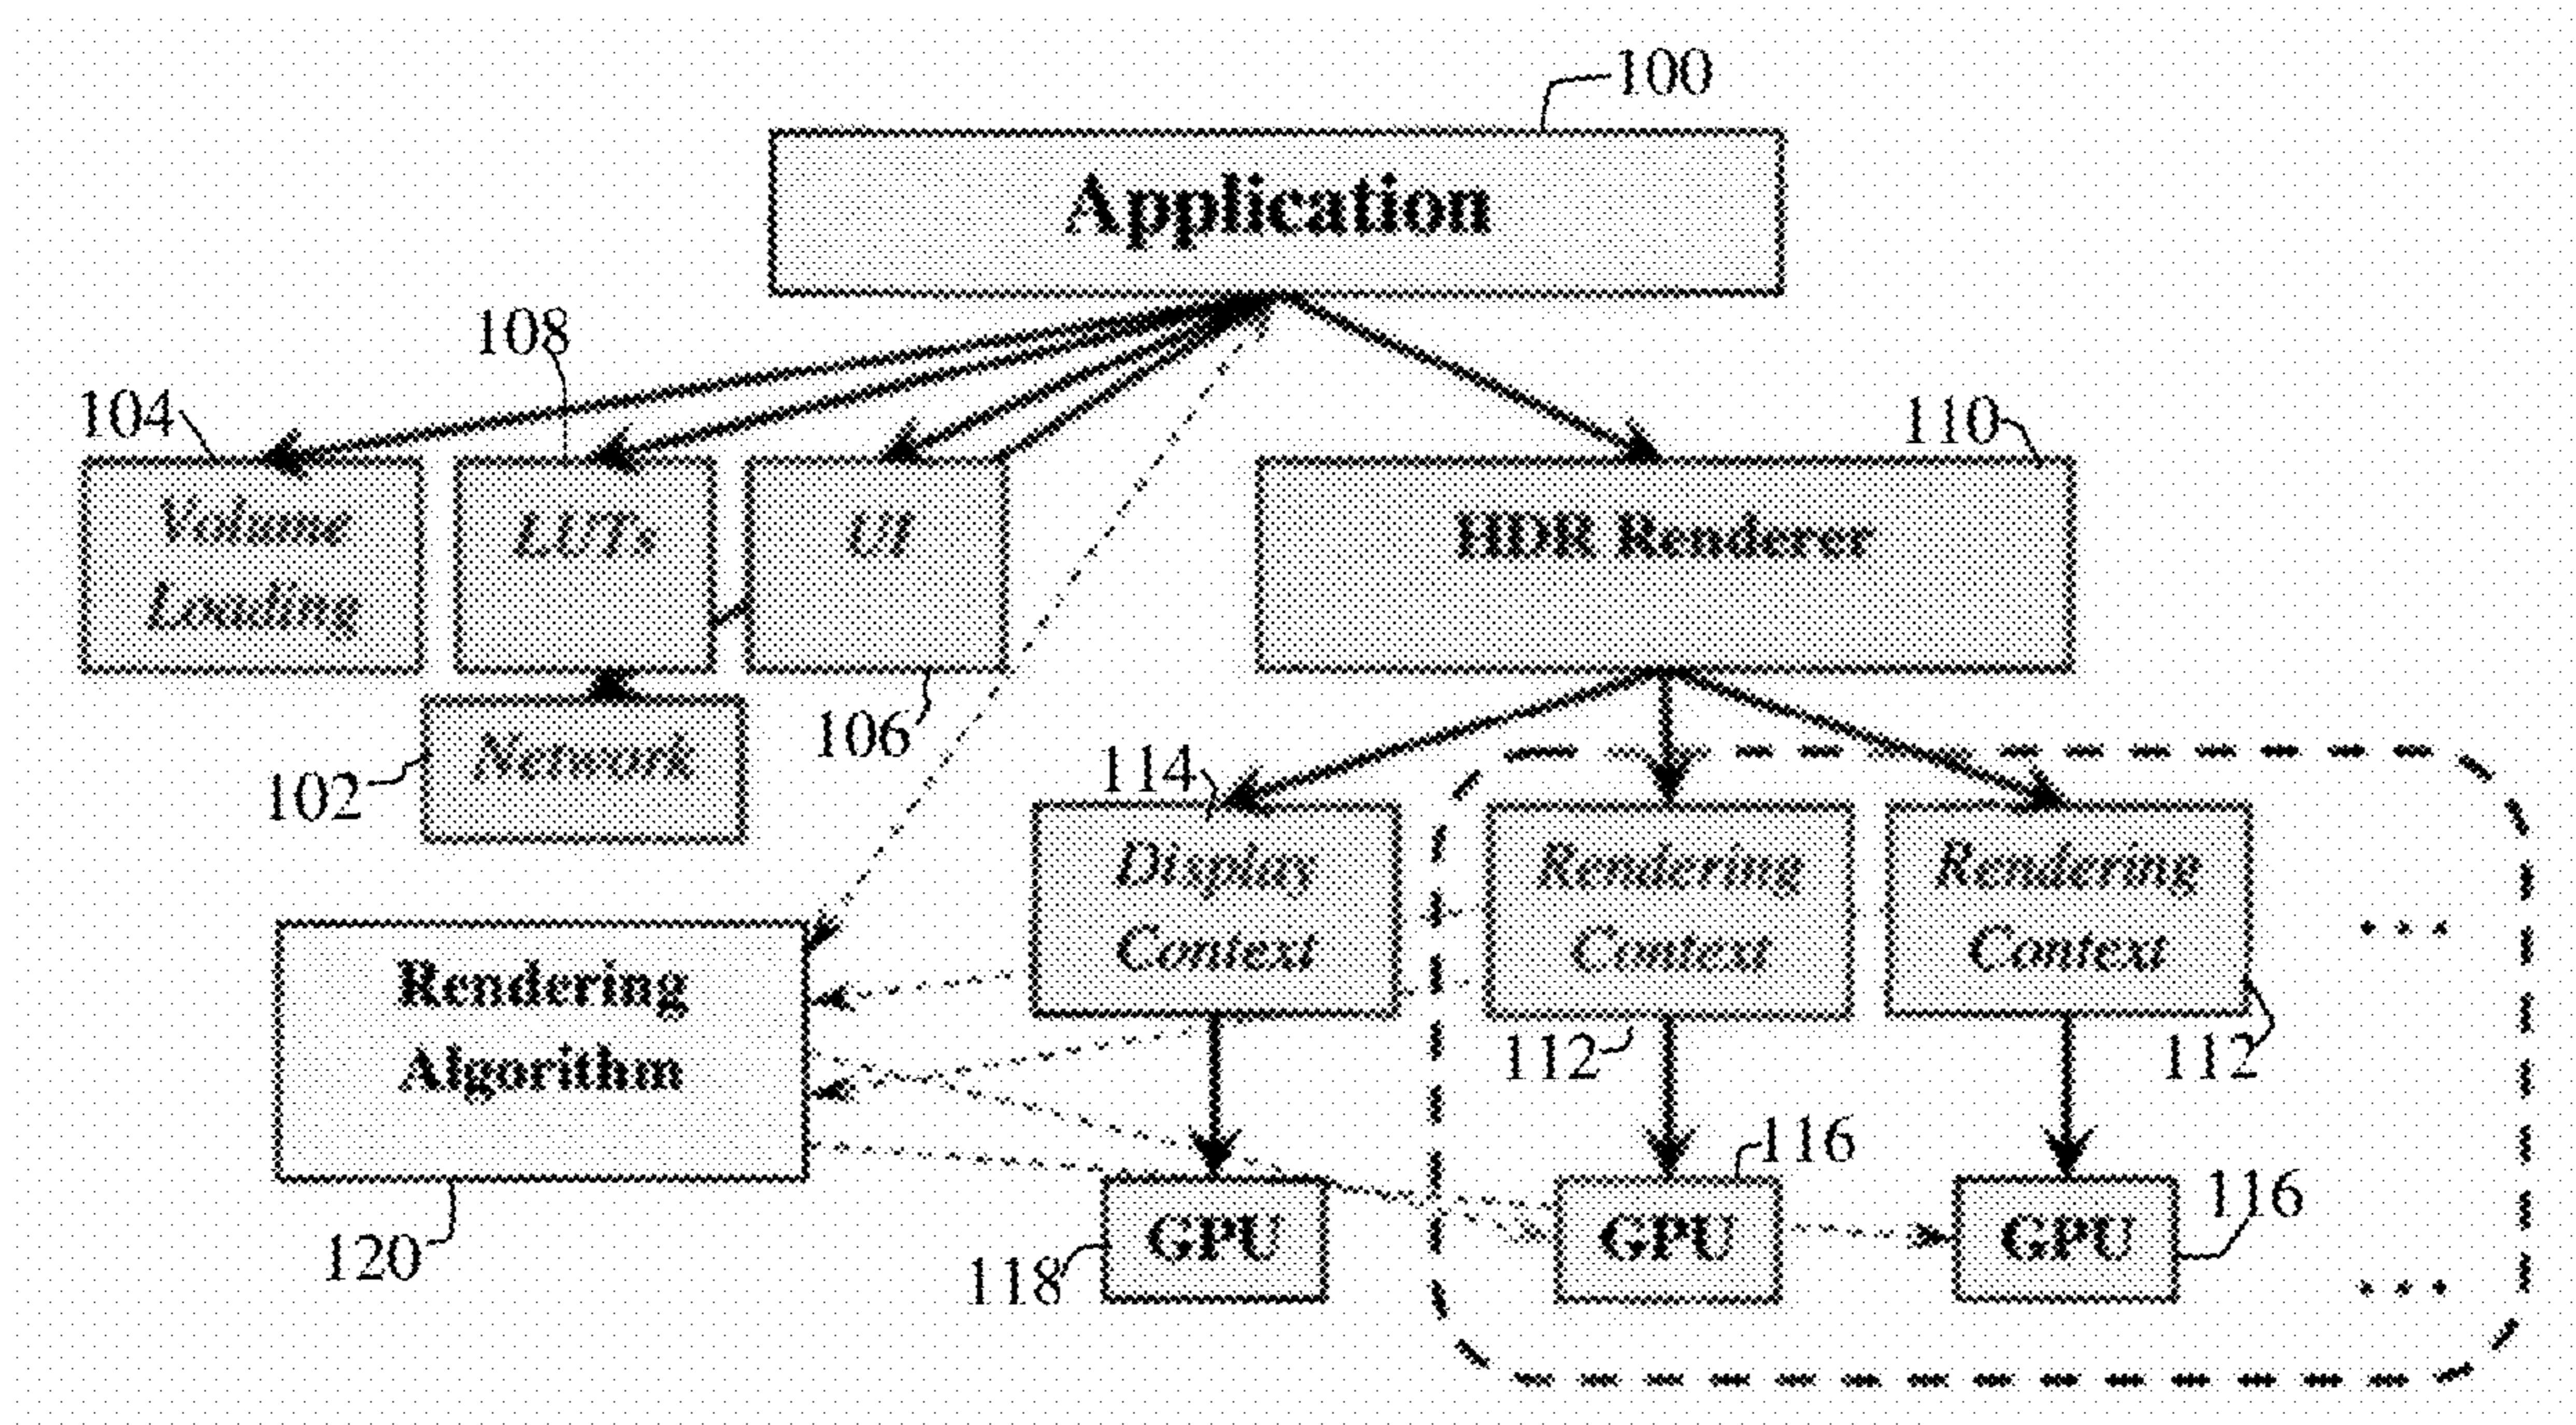 100
Application
108
104
110
Volume
Loading
LUTs
UI
HDR Renderer
106
Network
102
114
Display
Context
Rendering
Context
Rendering
Context
...
Rendering
Algorithm
112
112
116
116
120
118
GPU
GPU
GPU
...